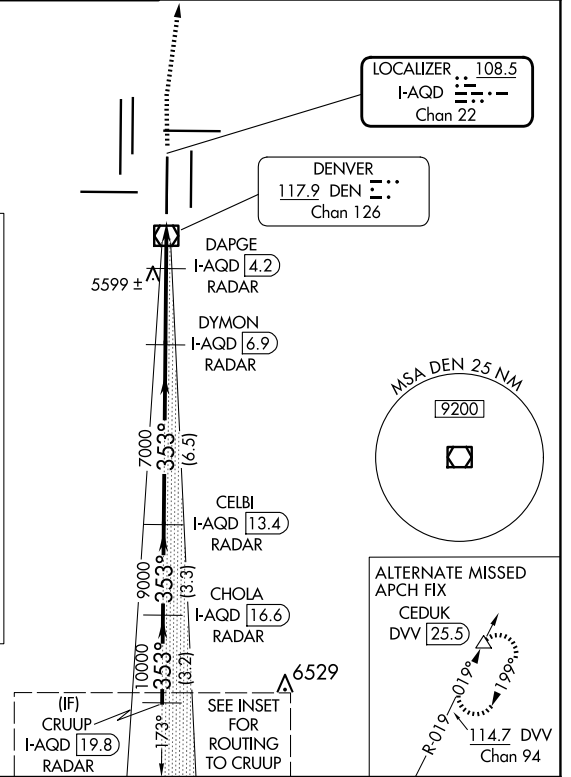 LOCALIZER 108.5
I-AQD
Chan 22
DENVER
117.9 DEN
Chan 126
DAPGE
I-AQD 4.2
RADAR
5599 ±
DYMON
I-AQD 6.9
RADAR
MSA DEN 25 NM
9200
7000
353°
(6.5)
CELBI
I-AQD 13.4
RADAR
9000
353°
(3.3)
CHOLA
I-AQD 16.6
RADAR
10000
353°
(3.2)
6529
(IF)
CRUUP
I-AQD 19.8
RADAR
173°
SEE INSET
FOR
ROUTING
TO CRUUP
ALTERNATE MISSED
APCH FIX
CEDUK
DVV 25.5
019°
199°
R-019
114.7 DVV
Chan 94